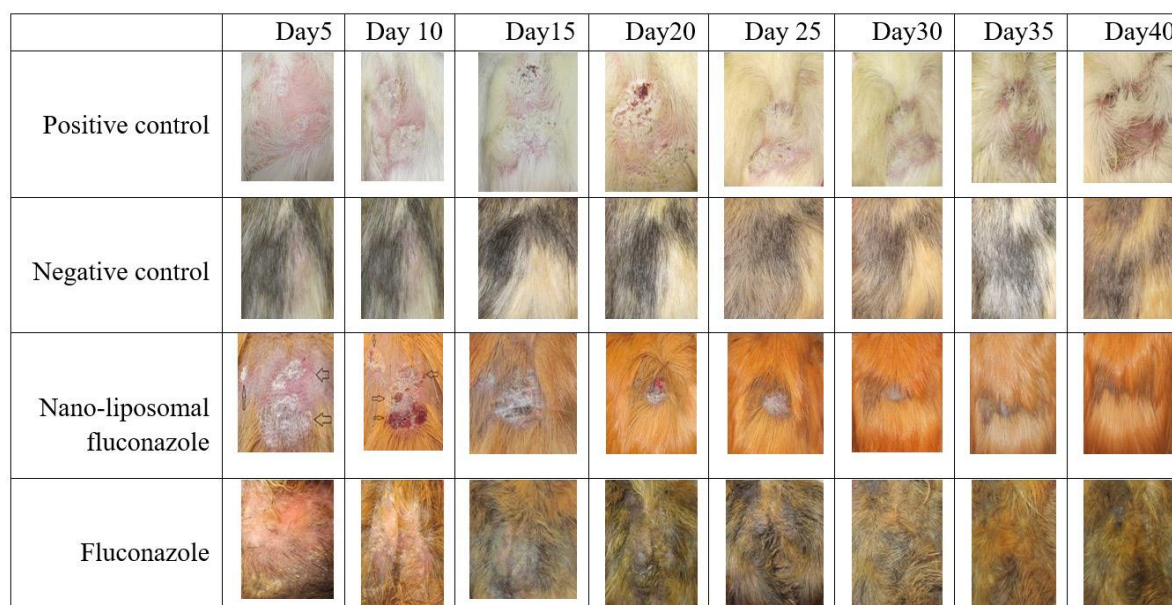 Day5 Day 10 Day15 Day20 Day 25 Day30 Day35 Day40
Positive control
Negative control
Nano-liposomal
fluconazole
Fluconazole